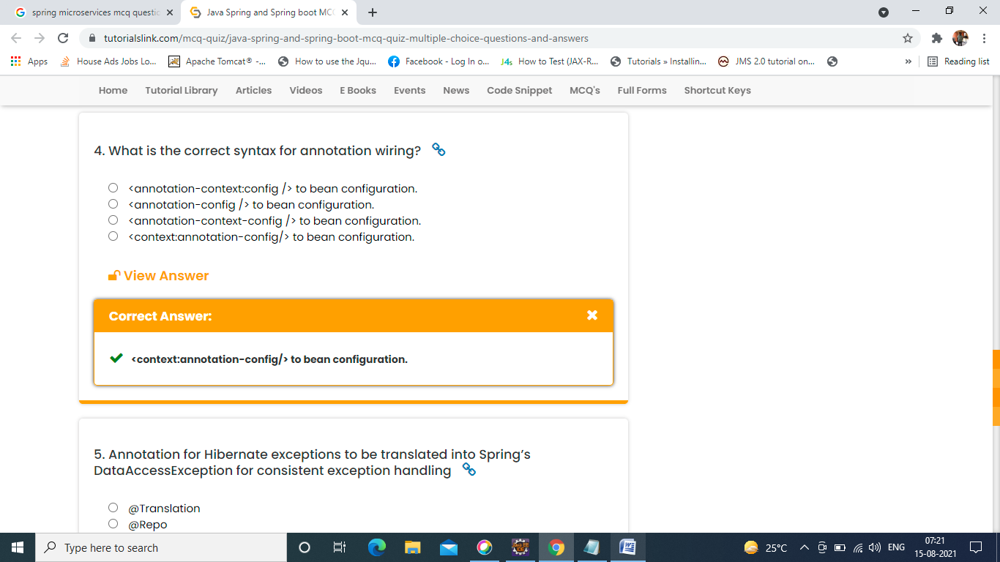 spring microservices mcq questic
Java Spring and Spring boot MCC
tutorialslink.com/mcq-quiz/java-spring-and-spring-boot-mcq-quiz-multiple-choice-questions-and-answers
Apps House Ads Jobs Lo... Apache Tomcat® -... How to use the Jqu... Facebook - Log In o... J4s How to Test (JAX-R... Tutorials » Installin... JMS 2.0 tutorial on... » Reading list
Home Tutorial Library Articles Videos E Books Events News Code Snippet MCQ's Full Forms Shortcut Keys
4. What is the correct syntax for annotation wiring?
<annotation-context:config /> to bean configuration.
<annotation-config /> to bean configuration.
<annotation-context-config /> to bean configuration.
<context:annotation-config/> to bean configuration.
View Answer
Correct Answer:
<context:annotation-config/> to bean configuration.
5. Annotation for Hibernate exceptions to be translated into Spring's
DataAccessException for consistent exception handling
@Translation
@Repo
Type here to search
25°C ENG 07:21
15-08-2021